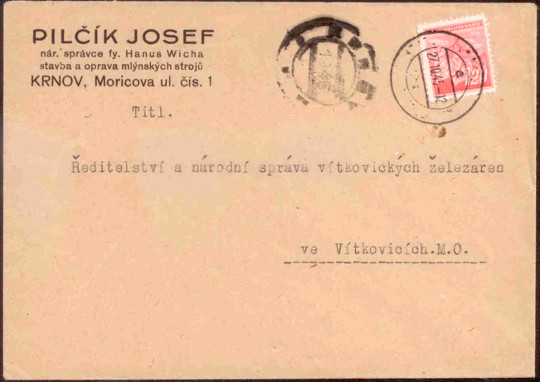 PILČÍK JOSEF
nár. správce fy. Hanus Wicha
stavba a oprava mlýnských strojů
KRNOV, Moricova ul. čís. 1
Titl.
Ředitelství a národní správa vítkovických železáren
ve Vítkovicích.M.O.